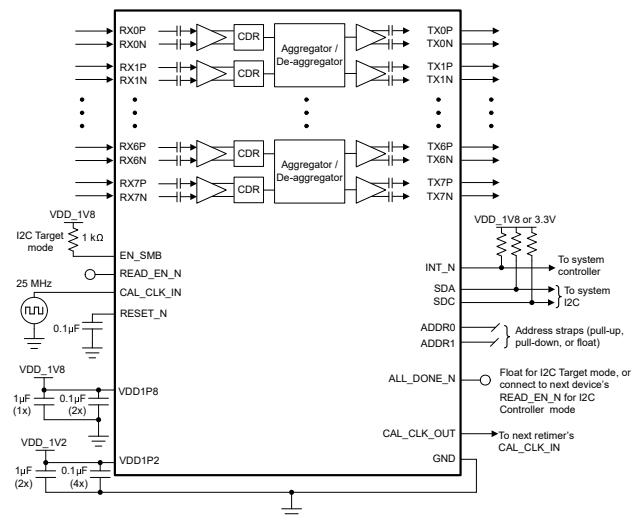 RX0P
RX0N
CDR
Aggregator /
De-aggregator
TX0P
TX0N
RX1P
RX1N
CDR
TX1P
TX1N
RX6P
RX6N
CDR
Aggregator /
De-aggregator
TX6P
TX6N
RX7P
RX7N
CDR
TX7P
TX7N
VDD_1V8
I2C Target
mode
1 kΩ
EN_SMB
READ_EN_N
25 MHz
CAL_CLK_IN
RESET_N
0.1µF
VDD_1V8
VDD1P8
1µF
(1x)
0.1µF
(2x)
VDD_1V2
VDD1P2
1µF
(2x)
0.1µF
(4x)
VDD_1V8 or 3.3V
INT_N
To system
controller
SDA
SDC
To system
I2C
ADDR0
ADDR1
Address straps (pull-up,
pull-down, or float)
ALL_DONE_N
Float for I2C Target mode, or
connect to next device's
READ_EN_N for I2C
Controller mode
CAL_CLK_OUT
To next retimer's
CAL_CLK_IN
GND